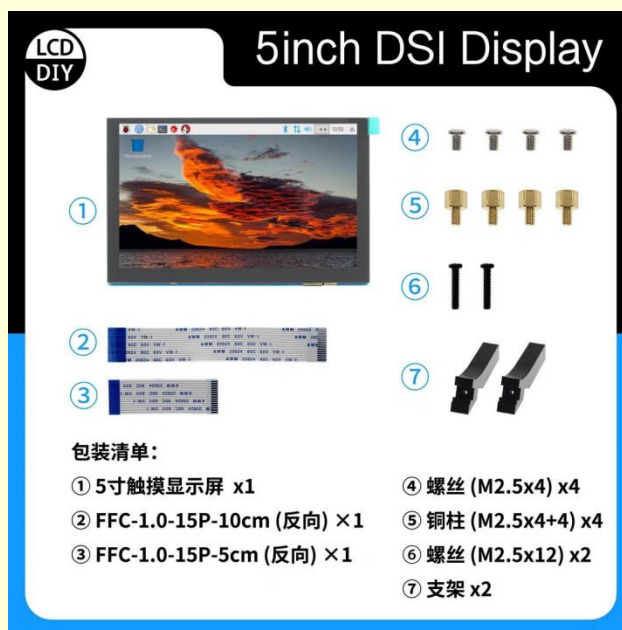 LCD
DIY
5inch DSI Display
①
②
③
④
⑤
⑥
⑦
包装清单：
① 5寸触摸显示屏 x1
② FFC-1.0-15P-10cm (反向) ×1
③ FFC-1.0-15P-5cm (反向) ×1
④ 螺丝 (M2.5x4) x4
⑤ 铜柱 (M2.5x4+4) x4
⑥ 螺丝 (M2.5x12) x2
⑦ 支架 x2